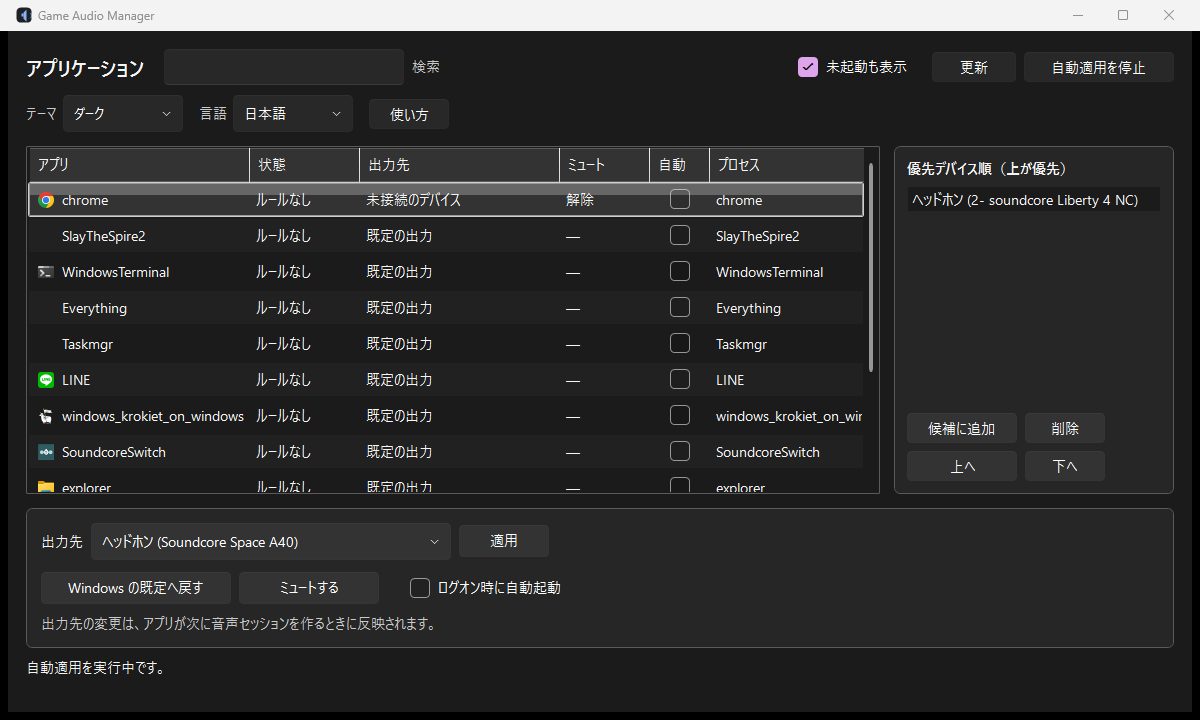 Game Audio Manager
アプリケーション 検索 未起動も表示 更新 自動適用を停止
テーマ ダーク 言語 日本語 使い方
アプリ 状態 出力先 ミュート 自動 プロセス
chrome ルールなし 未接続のデバイス 解除 chrome
SlayTheSpire2 ルールなし 既定の出力 — SlayTheSpire2
WindowsTerminal ルールなし 既定の出力 — WindowsTerminal
Everything ルールなし 既定の出力 — Everything
Taskmgr ルールなし 既定の出力 — Taskmgr
LINE ルールなし 既定の出力 — LINE
windows_krokiet_on_windows ルールなし 既定の出力 — windows_krokiet_on_wir
SoundcoreSwitch ルールなし 既定の出力 — SoundcoreSwitch
explorer ルールなし 既定の出力 — explorer
優先デバイス順（上が優先）
ヘッドホン (2- soundcore Liberty 4 NC)
候補に追加 削除
上へ 下へ
出力先 ヘッドホン (Soundcore Space A40) 適用
Windows の既定へ戻す ミュートする ログオン時に自動起動
出力先の変更は、アプリが次に音声セッションを作るときに反映されます。
自動適用を実行中です。